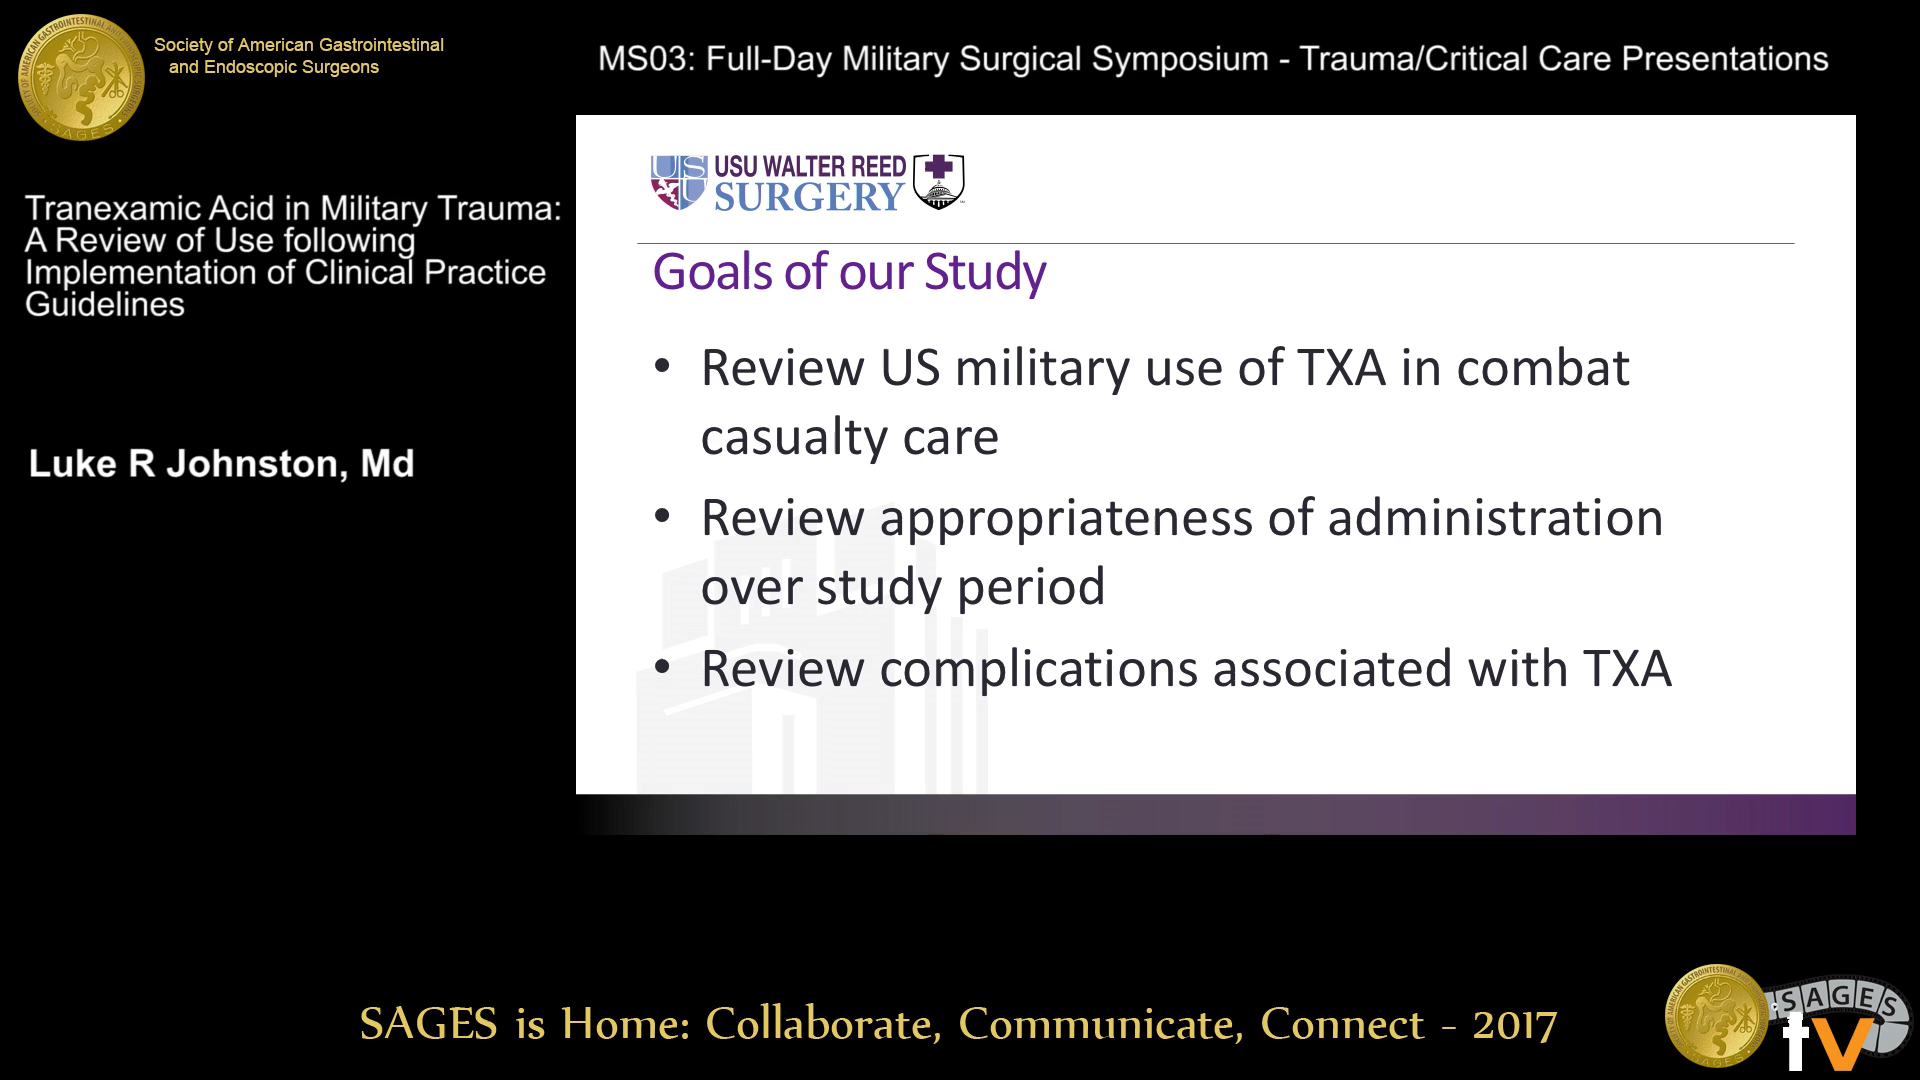 Society of American Gastrointestinal
and Endoscopic Surgeons
MS03: Full-Day Military Surgical Symposium - Trauma/Critical Care Presentations
Tranexamic Acid in Military Trauma:
A Review of Use following
Implementation of Clinical Practice
Guidelines
Luke R Johnston, Md
USU
USU WALTER REED
SURGERY
Goals of our Study
• Review US military use of TXA in combat
casualty care
• Review appropriateness of administration
over study period
• Review complications associated with TXA
SAGES is Home: Collaborate, Communicate, Connect - 2017
SAGES
tv